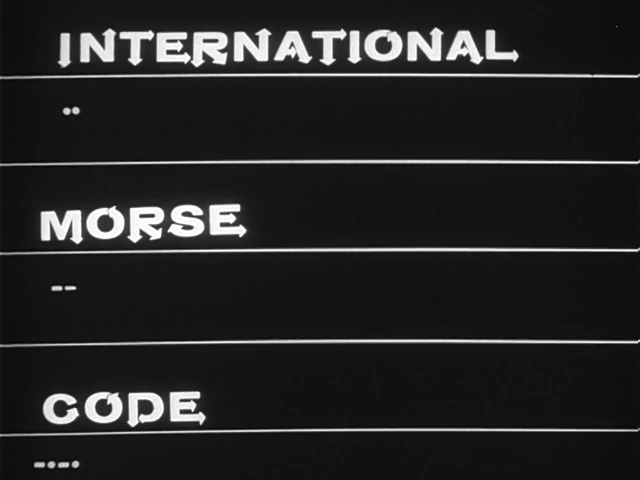 INTERNATIONAL
••
MORSE
--
CODE
-•-•